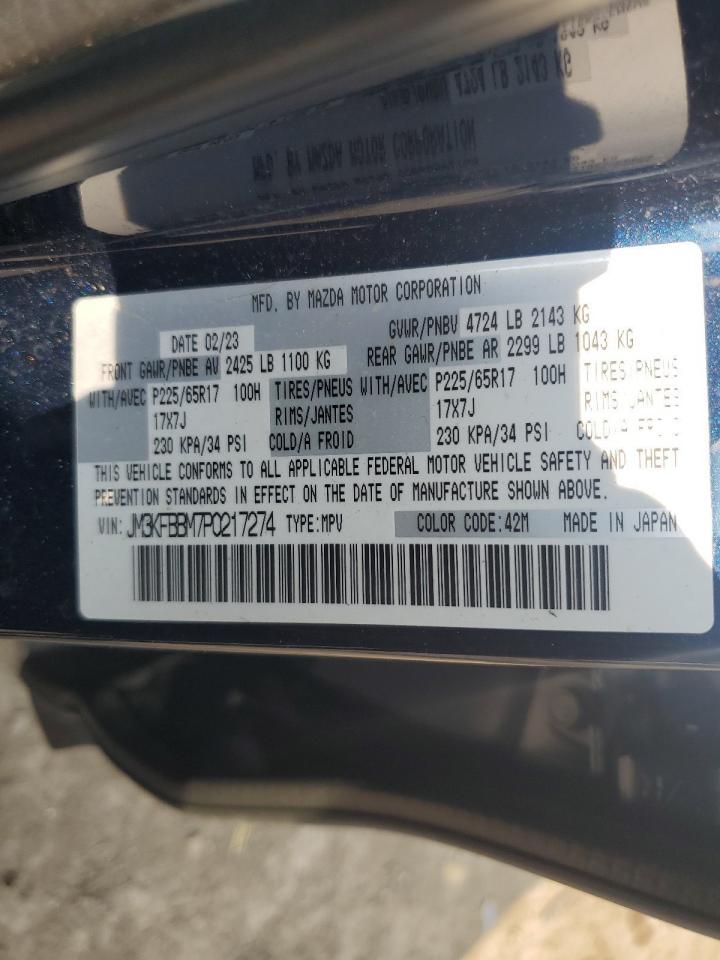 MFD. BY MAZDA MOTOR CORPORATION
DATE 02/23 GVWR/PNBV 4724 LB 2143 KG
FRONT GAWR/PNBE AV 2425 LB 1100 KG REAR GAWR/PNBE AR 2299 LB 1043 KG
WITH/AVEC P225/65R17 100H TIRES/PNEUS WITH/AVEC P225/65R17 100H TIRES/PNEUS
17X7J RIMS/JANTES 17X7J RIMS/JANTES
230 KPA/34 PSI COLD/A FROID 230 KPA/34 PSI COLD/A FROID
THIS VEHICLE CONFORMS TO ALL APPLICABLE FEDERAL MOTOR VEHICLE SAFETY AND THEFT
PREVENTION STANDARDS IN EFFECT ON THE DATE OF MANUFACTURE SHOWN ABOVE.
VIN: JM3KFBBM7P0217274 TYPE:MPV COLOR CODE:42M MADE IN JAPAN